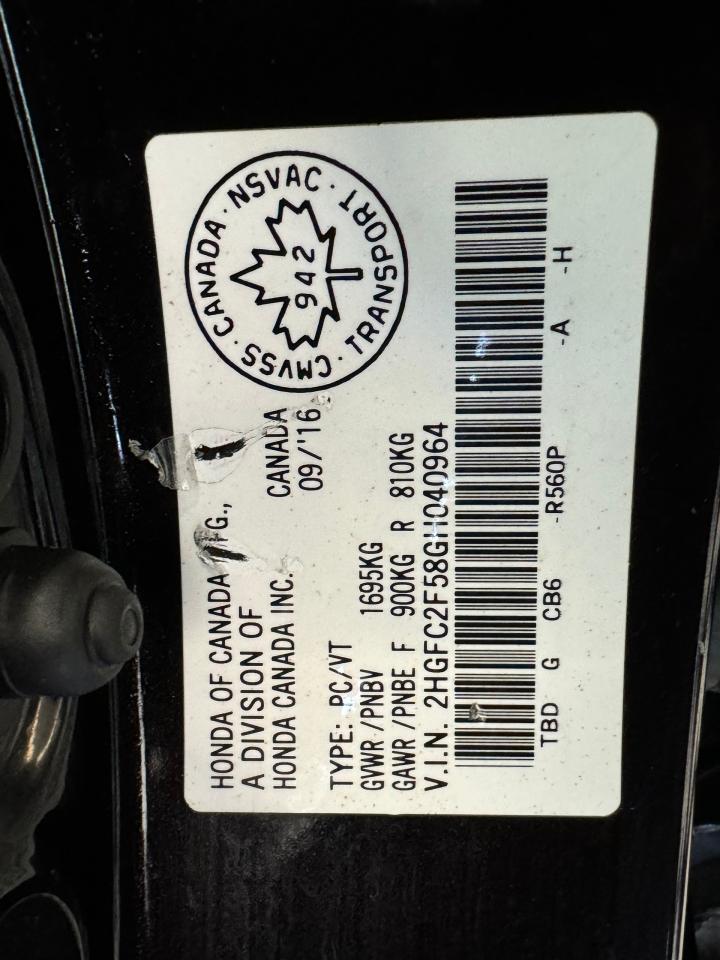 HONDA OF CANADA FG.,
A DIVISION OF CANADA
HONDA CANADA INC. 09/'16
CMVSS · CANADA · NSVAC · TRANSPORT ·
942
TYPE: PC/VT
GVWR/PNBV 1695KG
GAWR/PNBE F 900KG R 810KG
V.I.N. 2HGFC2F58GH040964
TBD G CB6 -R560P -A -H